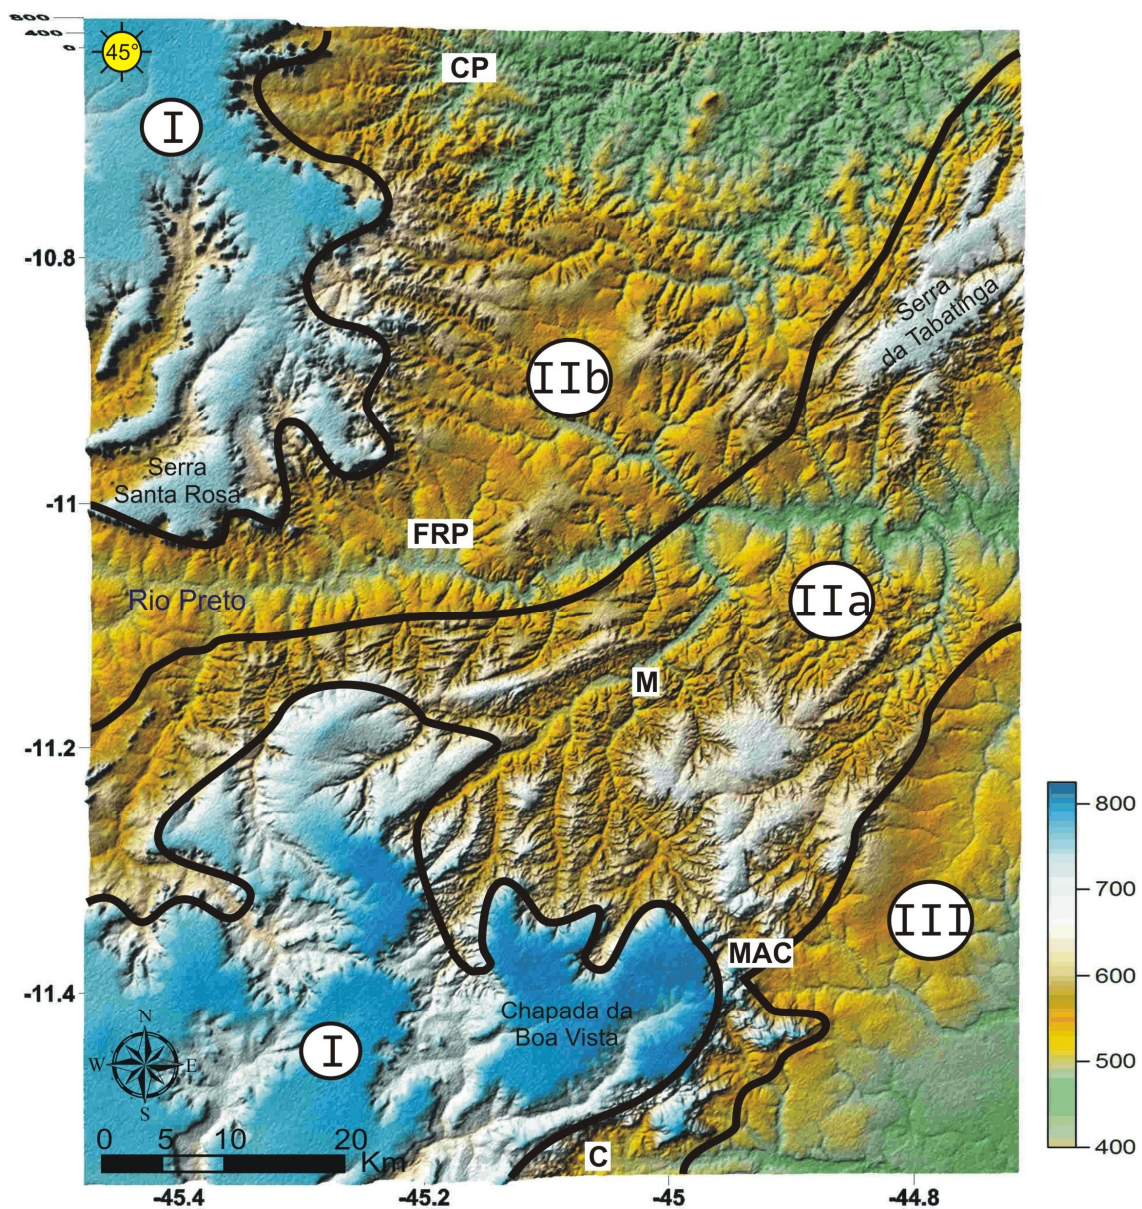 800
400
0
45°
CP
I
-10.8
Serra
da Tabatinga
IIb
Serra
Santa Rosa
-11
FRP
Rio Preto
IIa
M
-11.2
800
700
III
MAC
600
-11.4
Chapada da
Boa Vista
I
N
W
E
S
500
0
5
10
20
Km
C
400
-45.4
-45.2
-45
-44.8